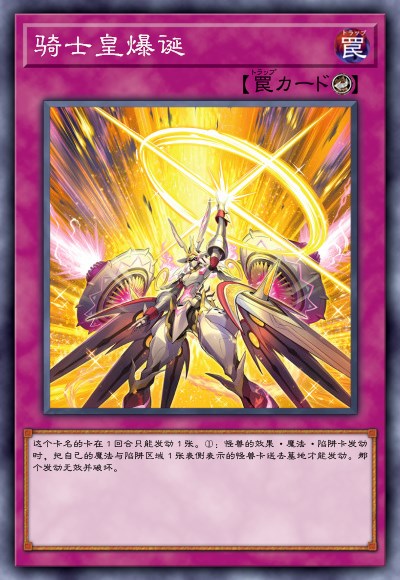 骑士皇爆诞
トラップ
罠
トラップ
【罠カード】
这个卡名的卡在1回合只能发动1张。①：怪兽的效果·魔法·陷阱卡发动
时，把自己的魔法与陷阱区域1张表侧表示的怪兽卡送去墓地才能发动。那
个发动无效并破坏。